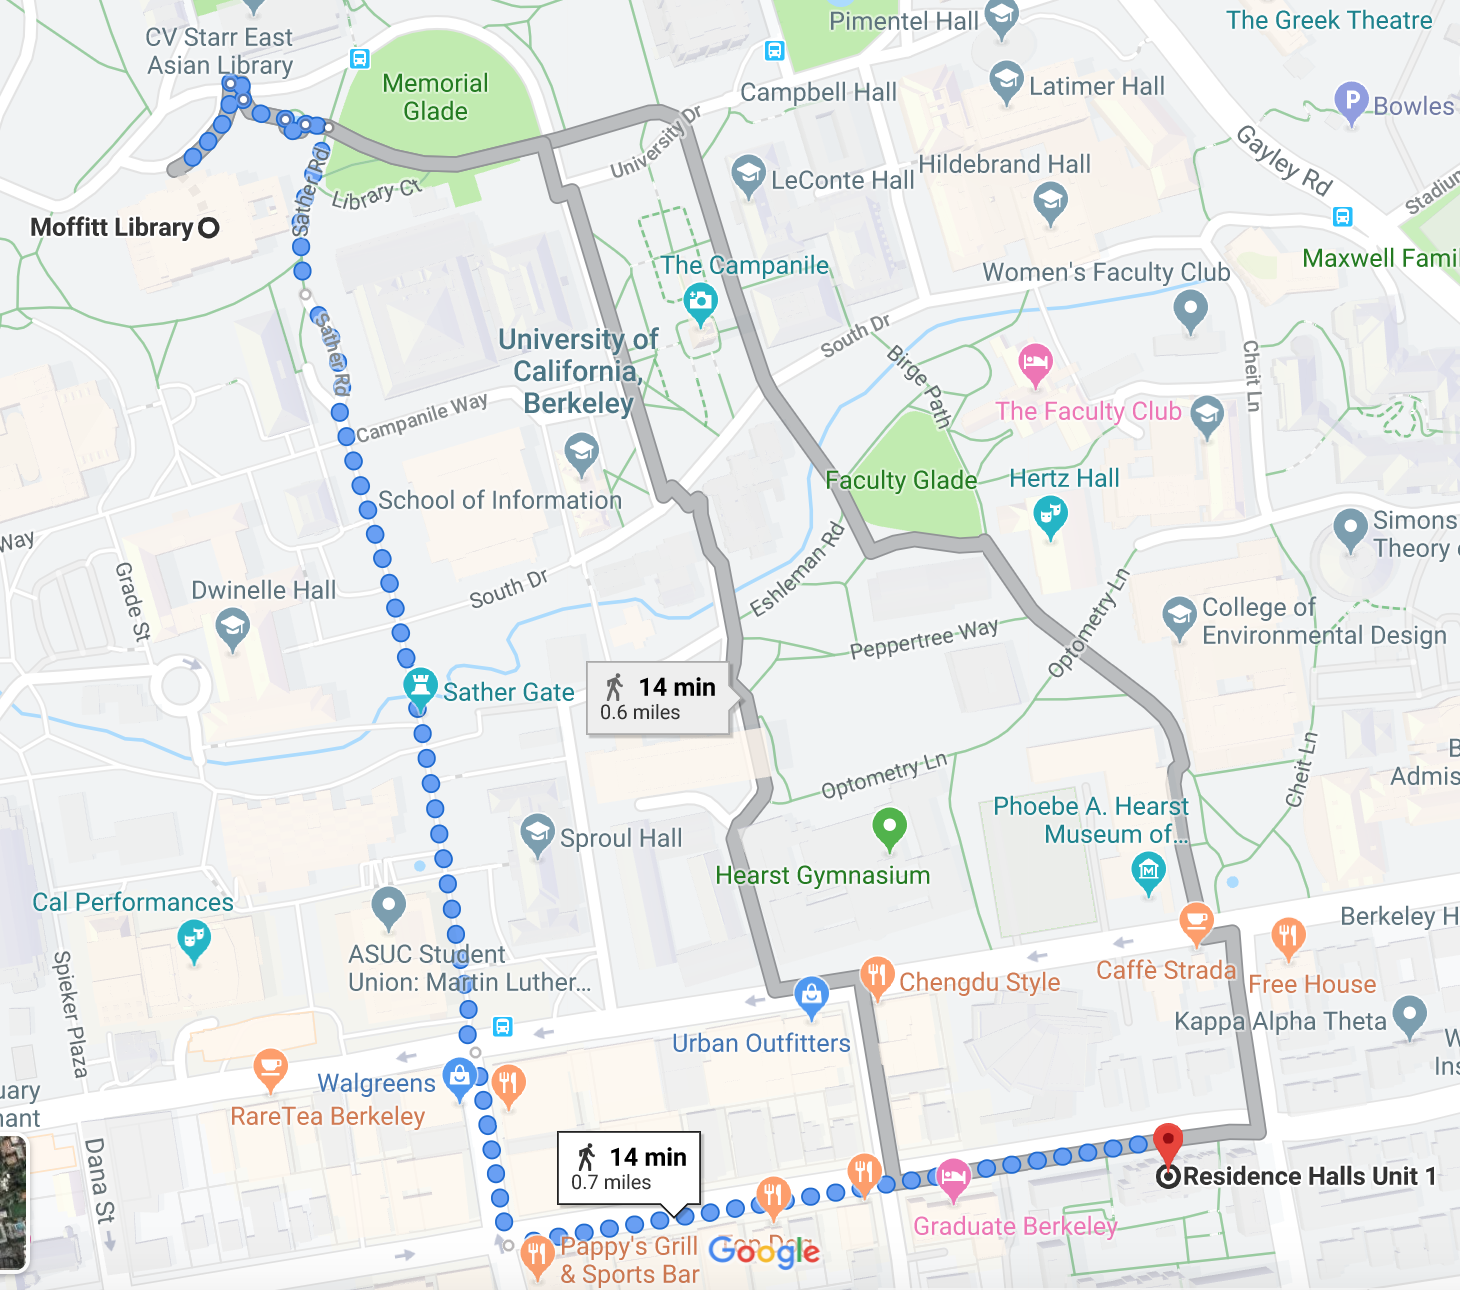 CV Starr East
Asian Library
Memorial
Glade
Pimentel Hall
The Greek Theatre
Campbell Hall
Latimer Hall
P
Bowles
Gayley Rd
University Dr
Hildebrand Hall
LeConte Hall
Stadium
Sather Rd
Library Ct
Moffitt Library
The Campanile
Women's Faculty Club
Maxwell Fami
University of
California,
Berkeley
South Dr
Birge Path
Cheit Ln
Sather Rd
The Faculty Club
Campanile Way
School of Information
Faculty Glade
Hertz Hall
Simons
Theory
Way
Grade St
Dwinelle Hall
South Dr
Eshleman Rd
Optometry Ln
College of
Environmental Design
Peppertree Way
14 min
0.6 miles
Sather Gate
Optometry Ln
Cheit Ln
B
Admis
Phoebe A. Hearst
Museum of...
M
Sproul Hall
Hearst Gymnasium
Cal Performances
ASUC Student
Union: Martin Luther...
Spieker Plaza
Berkeley H
Caffè Strada
Free House
Chengdu Style
Kappa Alpha Theta
Urban Outfitters
W
Ins
Walgreens
RareTea Berkeley
uary
nant
Dana St
14 min
0.7 miles
Residence Halls Unit 1
Graduate Berkeley
Pappy's Grill
& Sports Bar
Google